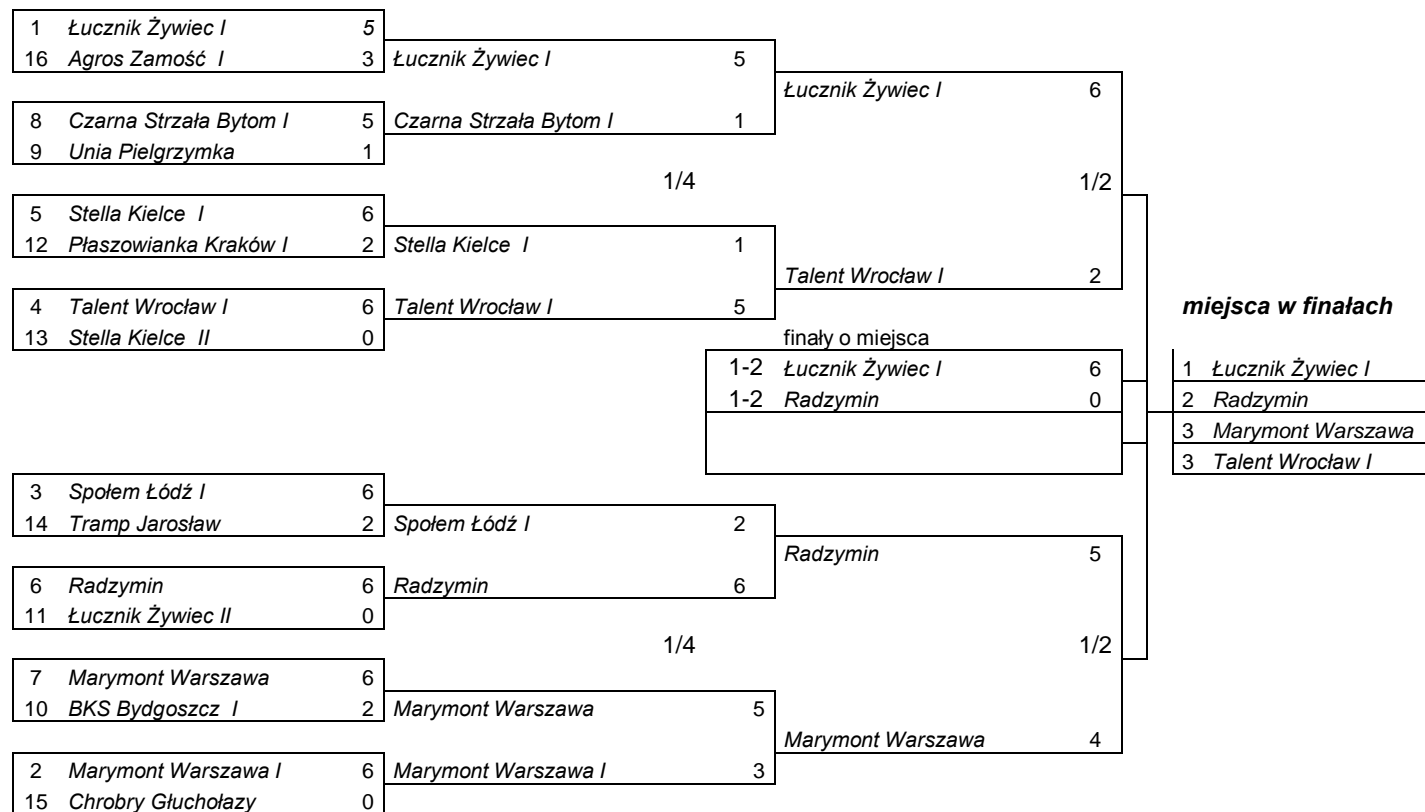 1 Łucznik Żywiec I 5
16 Agros Zamość I 3 Łucznik Żywiec I 5
Łucznik Żywiec I 6
8 Czarna Strzała Bytom I 5 Czarna Strzała Bytom I 1
9 Unia Pielgrzymka 1
1/4 1/2
5 Stella Kielce I 6
12 Płaszowianka Kraków I 2 Stella Kielce I 1
Talent Wrocław I 2
4 Talent Wrocław I 6 Talent Wrocław I 5 miejsca w finałach
13 Stella Kielce II 0 finały o miejsca
1-2 Łucznik Żywiec I 6 1 Łucznik Żywiec I
1-2 Radzymin 0 2 Radzymin
3 Marymont Warszawa
3 Talent Wrocław I
3 Społem Łódź I 6
14 Tramp Jarosław 2 Społem Łódź I 2
Radzymin 5
6 Radzymin 6 Radzymin 6
11 Łucznik Żywiec II 0
1/4 1/2
7 Marymont Warszawa 6
10 BKS Bydgoszcz I 2 Marymont Warszawa 5
Marymont Warszawa 4
2 Marymont Warszawa I 6 Marymont Warszawa I 3
15 Chrobry Głuchołazy 0